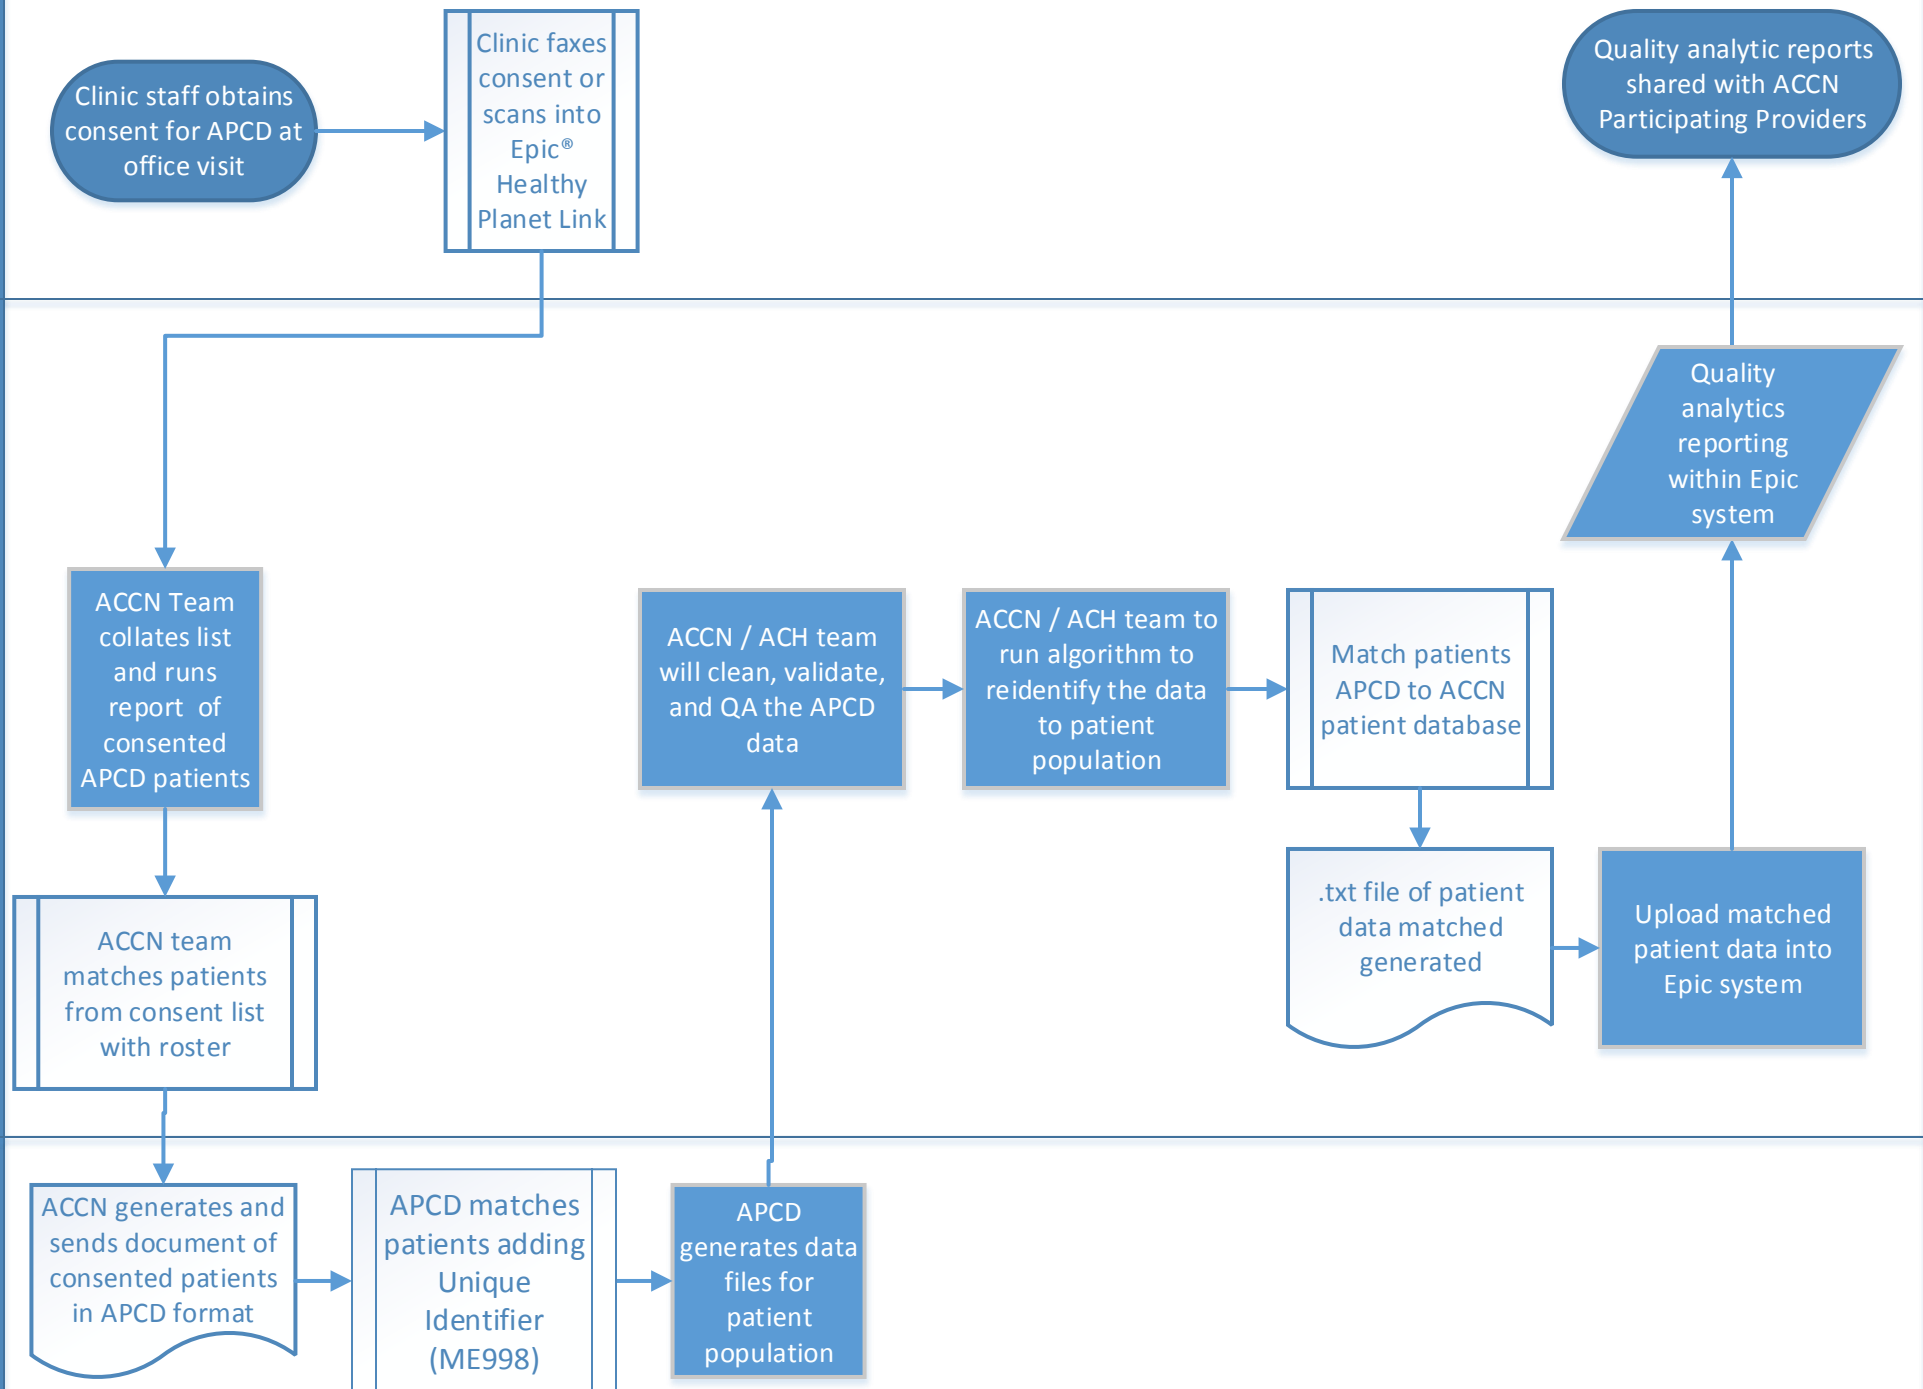 Clinic staff obtains
consent for APCD at
office visit
Clinic faxes
consent or
scans into
Epic®
Healthy
Planet Link
Quality analytic reports
shared with ACCN
Participating Providers
Quality
analytics
reporting
within Epic
system
ACCN Team
collates list
and runs
report of
consented
APCD patients
ACCN / ACH team
will clean, validate,
and QA the APCD
data
ACCN / ACH team to
run algorithm to
reidentify the data
to patient
population
Match patients
APCD to ACCN
patient database
.txt file of patient
data matched
generated
Upload matched
patient data into
Epic system
ACCN team
matches patients
from consent list
with roster
ACCN generates and
sends document of
consented patients
in APCD format
APCD matches
patients adding
Unique
Identifier
(ME998)
APCD
generates data
files for
patient
population